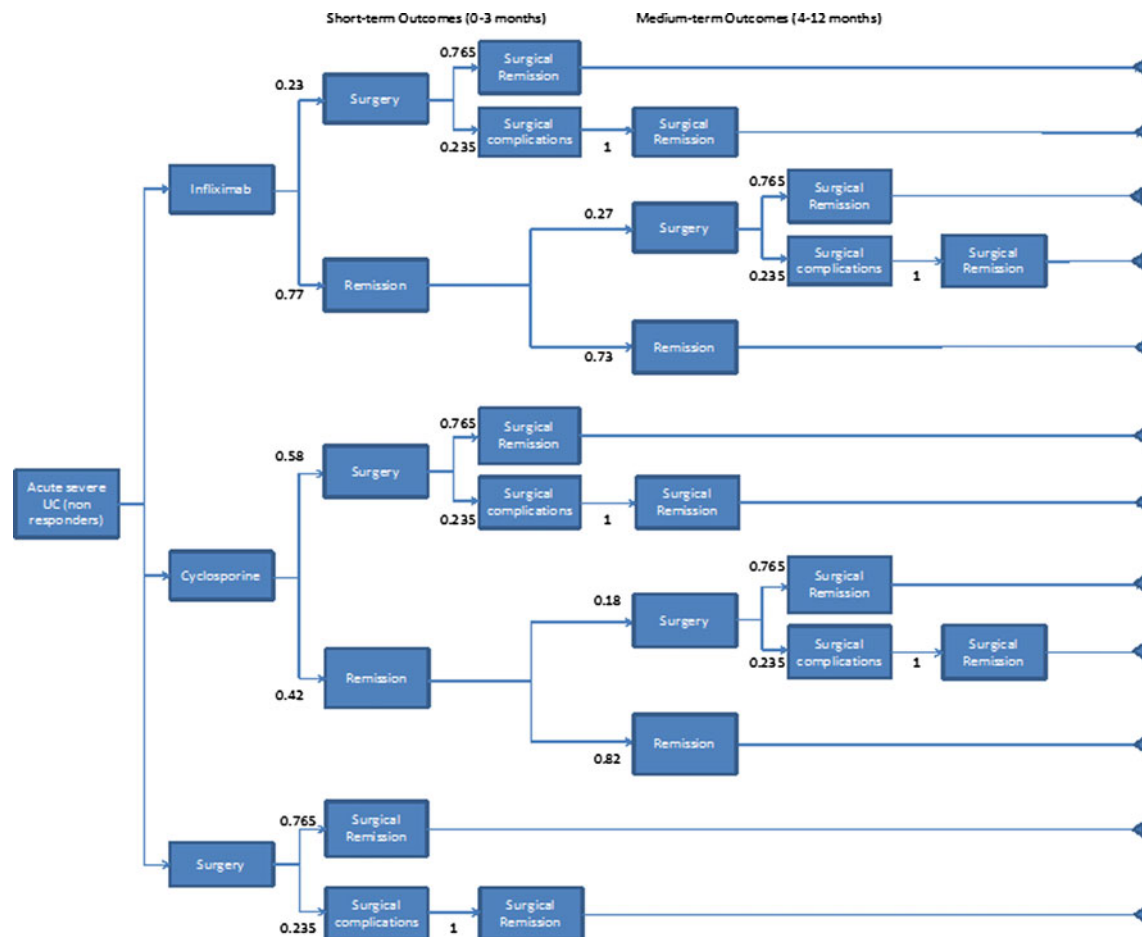 Short-term Outcomes (0-3 months) Medium-term Outcomes (4-12 months)
0.765
Surgical
Remission
0.23
Surgery
Surgical
complications
0.235
1
Surgical
Remission
Infliximab
0.765
Surgical
Remission
0.27
Surgery
Surgical
complications
0.235
1
Surgical
Remission
0.77
Remission
0.73
Remission
0.765
Surgical
Remission
0.58
Surgery
Surgical
complications
0.235
1
Surgical
Remission
Acute severe
UC (non
responders)
Cyclosporine
0.765
Surgical
Remission
0.18
Surgery
Surgical
complications
0.235
1
Surgical
Remission
0.42
Remission
0.82
Remission
0.765
Surgical
Remission
Surgery
Surgical
complications
0.235
1
Surgical
Remission